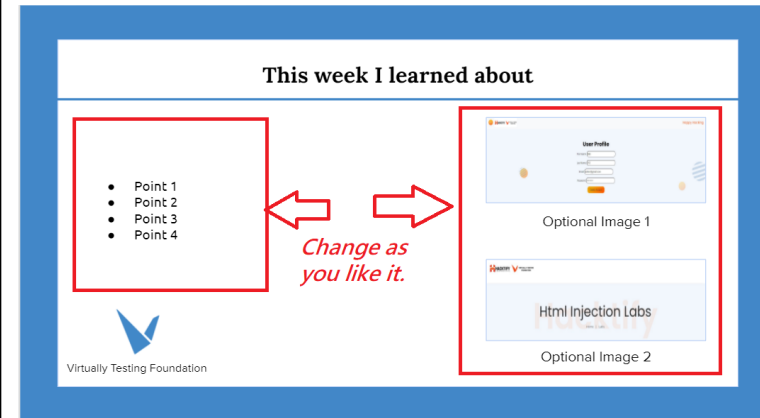 This week I learned about
● Point 1
● Point 2
● Point 3
● Point 4
Change as
you like it.
User Profile
Optional Image 1
Html Injection Labs
Optional Image 2
Virtually Testing Foundation